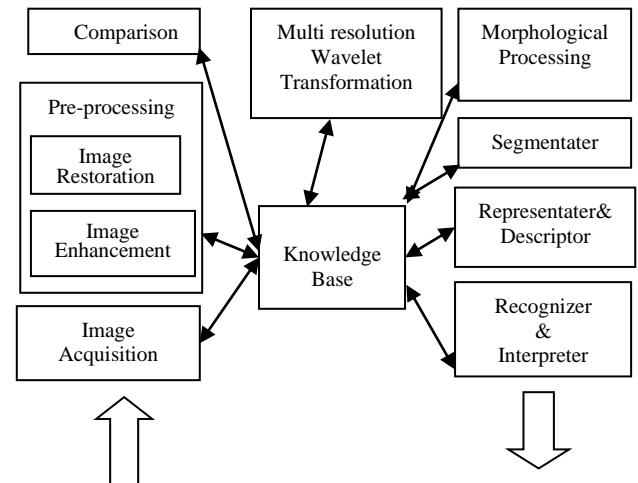 Comparison
Pre-processing
Image
Restoration
Image
Enhancement
Image
Acquisition
Multi resolution
Wavelet
Transformation
Knowledge
Base
Morphological
Processing
Segmentater
Representater&
Descriptor
Recognizer
&
Interpreter